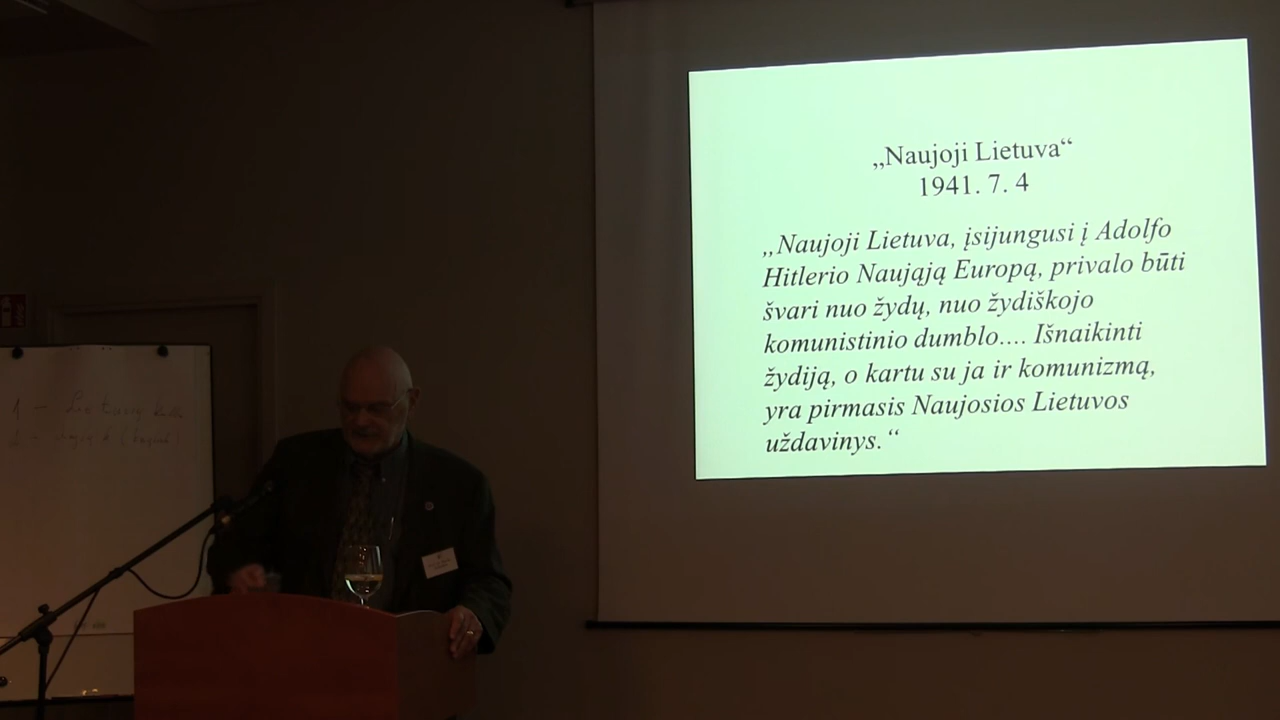 „Naujoji Lietuva“
1941. 7. 4
„Naujoji Lietuva, įsijungusi į Adolfo
Hitlerio Naująją Europą, privalo būti
švari nuo žydų, nuo žydiškojo
komunistinio dumblo.... Išnaikinti
žydiją, o kartu su ja ir komunizmą,
yra pirmasis Naujosios Lietuvos
uždavinys.“